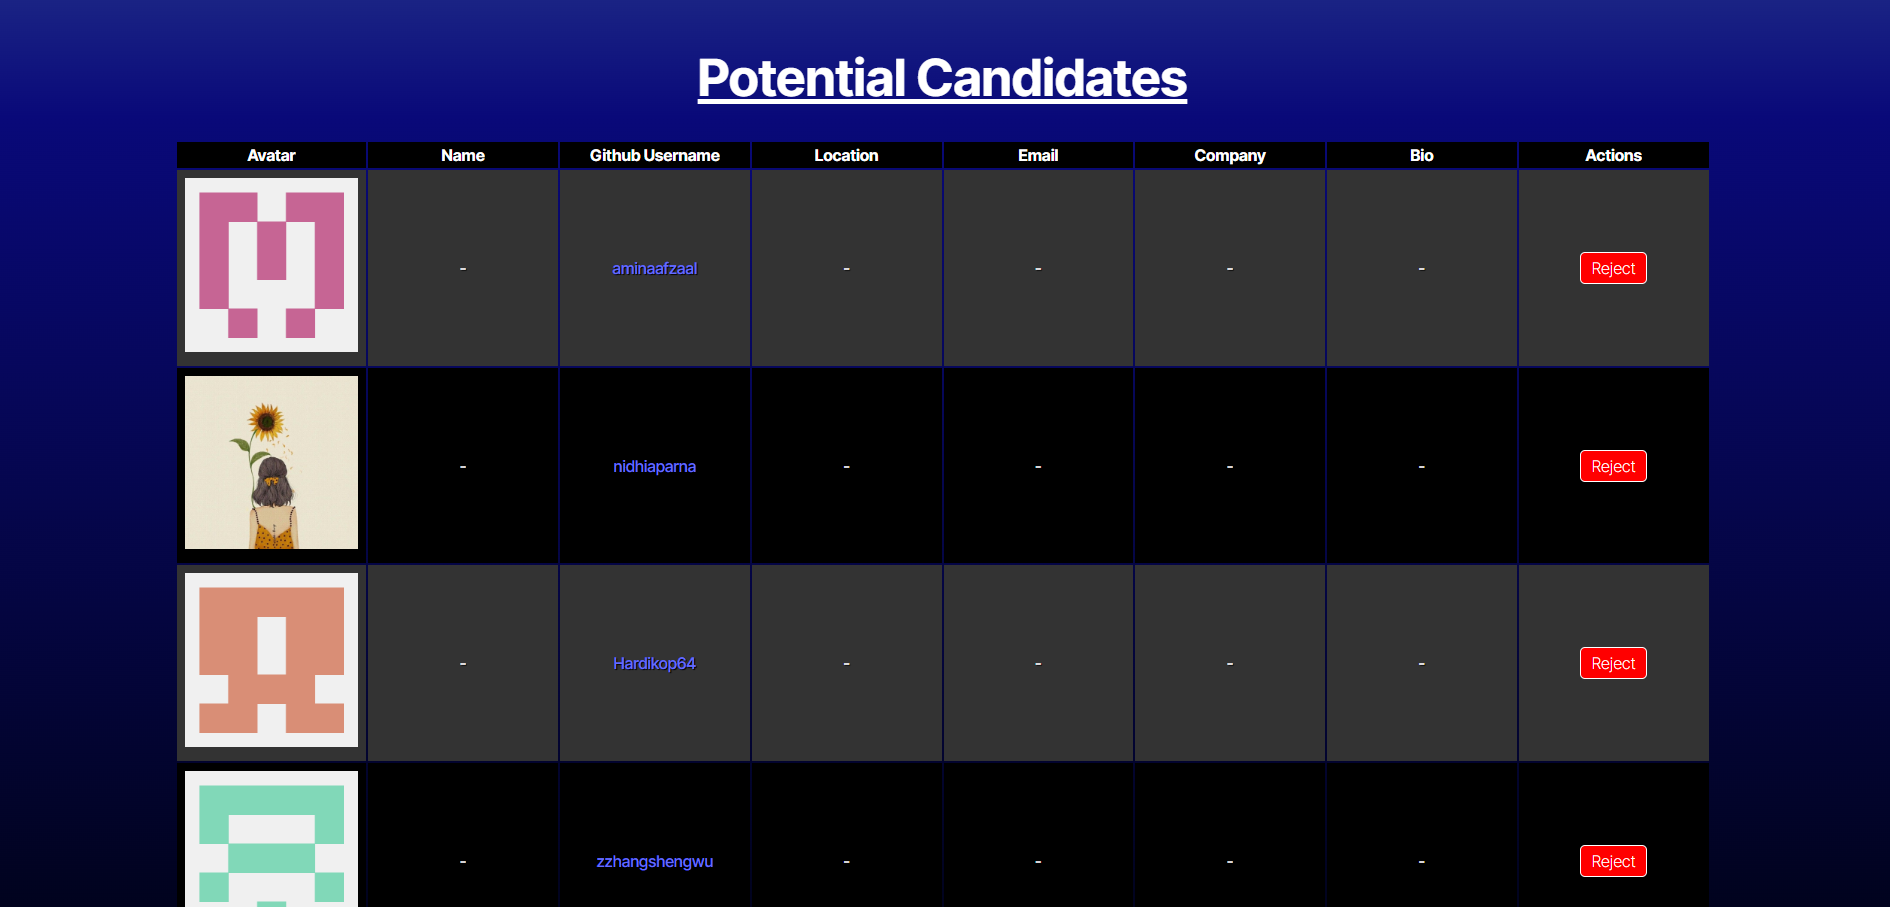 Potential Candidates
Avatar Name Github Username Location Email Company Bio Actions
- aminaafzaal - - - - Reject
- nidhiaparna - - - - Reject
- Hardikop64 - - - - Reject
- zzhangshengwu - - - - Reject